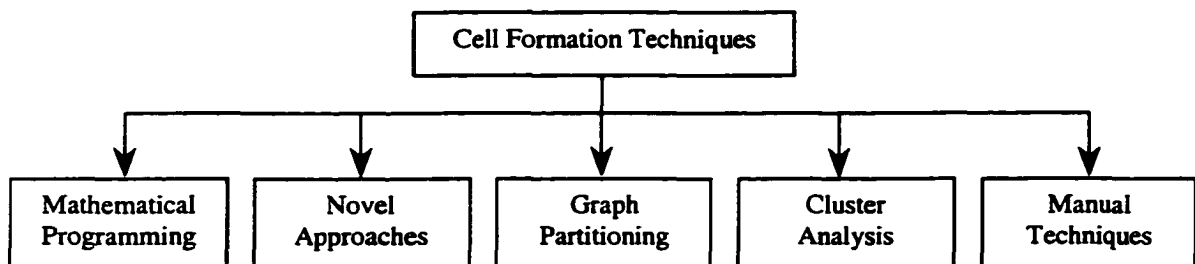 Cell Formation Techniques
Mathematical
Programming
Novel
Approaches
Graph
Partitioning
Cluster
Analysis
Manual
Techniques